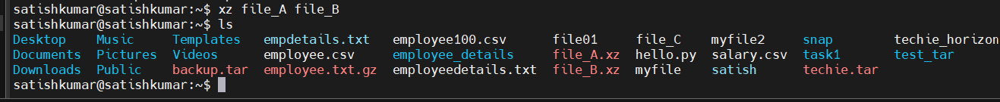 satishkumar@satishkumar:~$ xz file_A file_B
satishkumar@satishkumar:~$ ls
Desktop Music Templates empdetails.txt employee100.csv file01 file_C myfile2 snap techie_horizon
Documents Pictures Videos employee.csv employee_details file_A.xz hello.py salary.csv task1 test_tar
Downloads Public backup.tar employee.txt.gz employeedetails.txt file_B.xz myfile satish techie.tar
satishkumar@satishkumar:~$